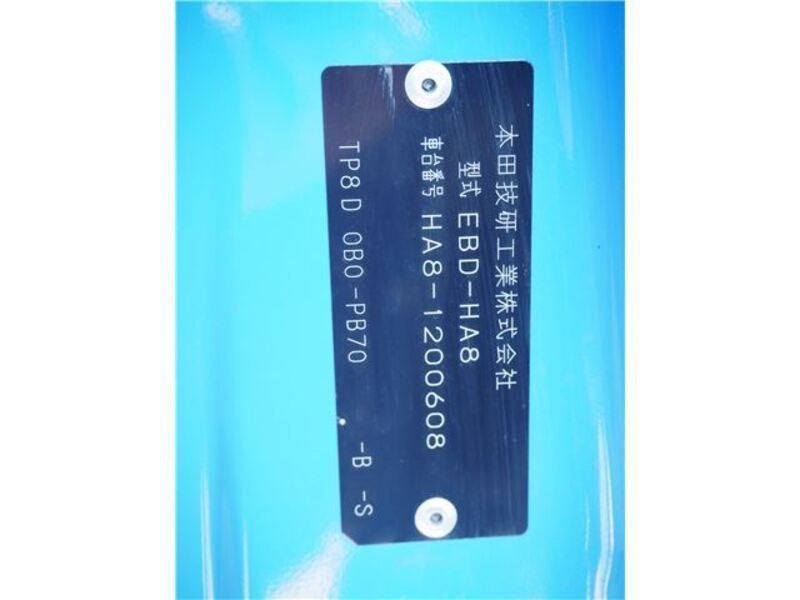 本田技研工業株式会社
型式 EBD-HA8
車台番号 HA8-1200608
TP8D 0B0-PB70 -B -S